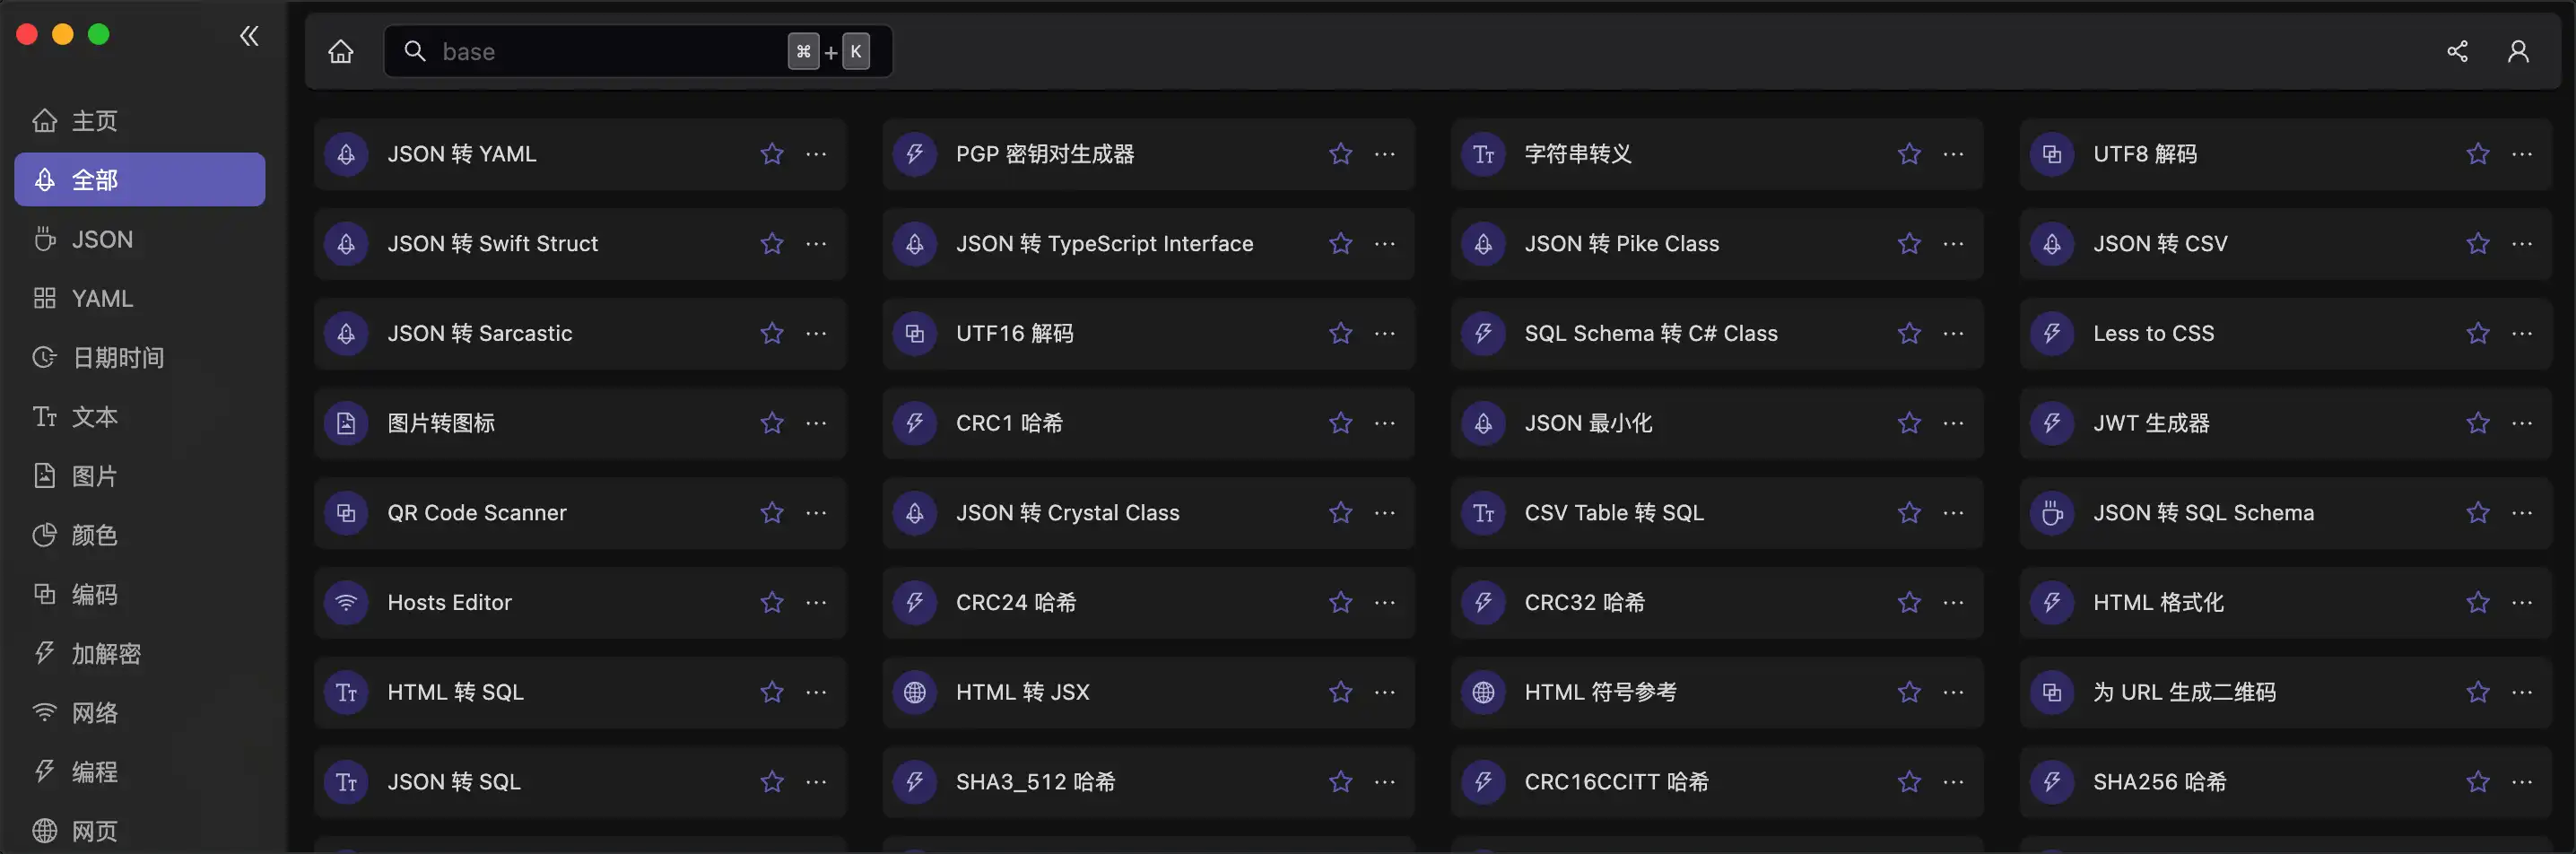 base
⌘ + K
主页
全部
JSON
YAML
日期时间
文本
图片
颜色
编码
加解密
网络
编程
网页
JSON 转 YAML
PGP 密钥对生成器
字符串转义
UTF8 解码
JSON 转 Swift Struct
JSON 转 TypeScript Interface
JSON 转 Pike Class
JSON 转 CSV
JSON 转 Sarcastic
UTF16 解码
SQL Schema 转 C# Class
Less to CSS
图片转图标
CRC1 哈希
JSON 最小化
JWT 生成器
QR Code Scanner
JSON 转 Crystal Class
CSV Table 转 SQL
JSON 转 SQL Schema
Hosts Editor
CRC24 哈希
CRC32 哈希
HTML 格式化
HTML 转 SQL
HTML 转 JSX
HTML 符号参考
为 URL 生成二维码
JSON 转 SQL
SHA3_512 哈希
CRC16CCITT 哈希
SHA256 哈希